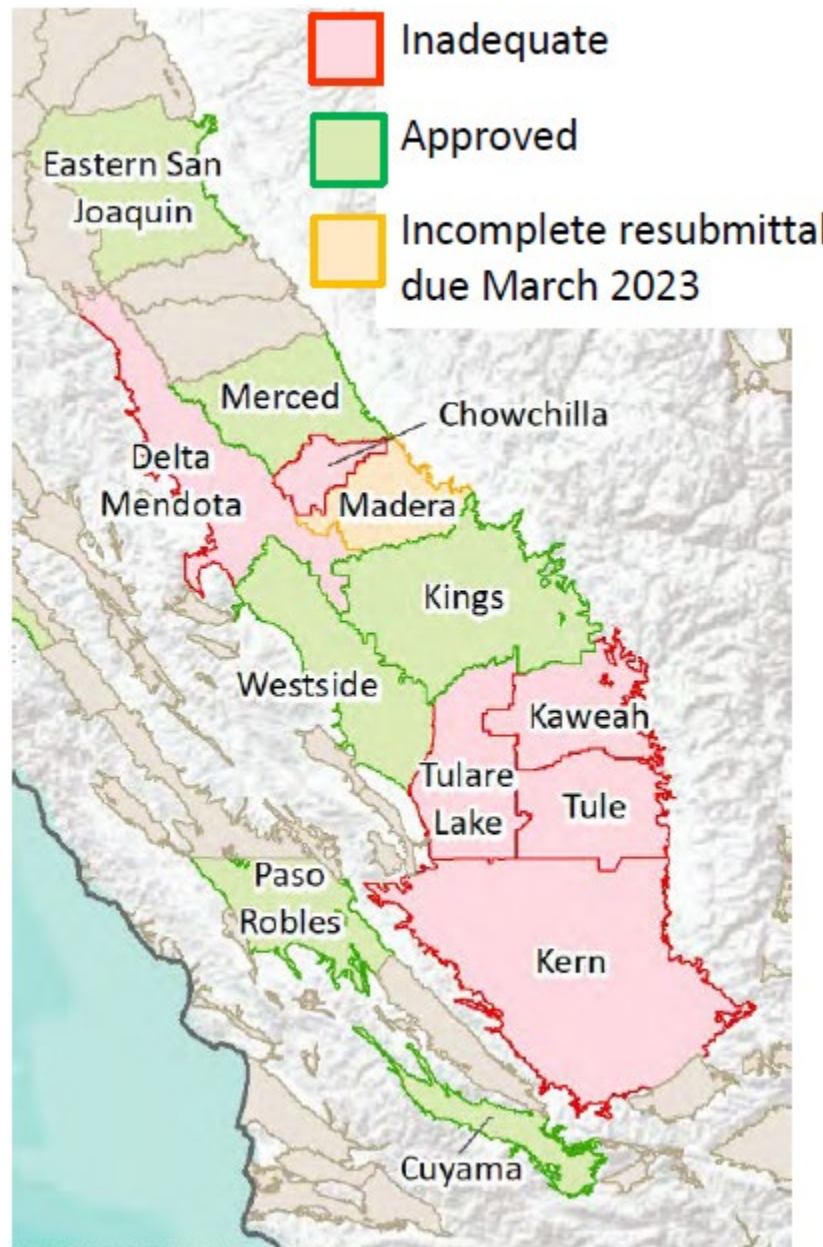 Inadequate
Approved
Incomplete resubmittal
due March 2023
Eastern San
Joaquin
Merced
Chowchilla
Delta
Mendota
Madera
Kings
Westside
Kaweah
Tulare
Lake
Tule
Paso
Robles
Kern
Cuyama